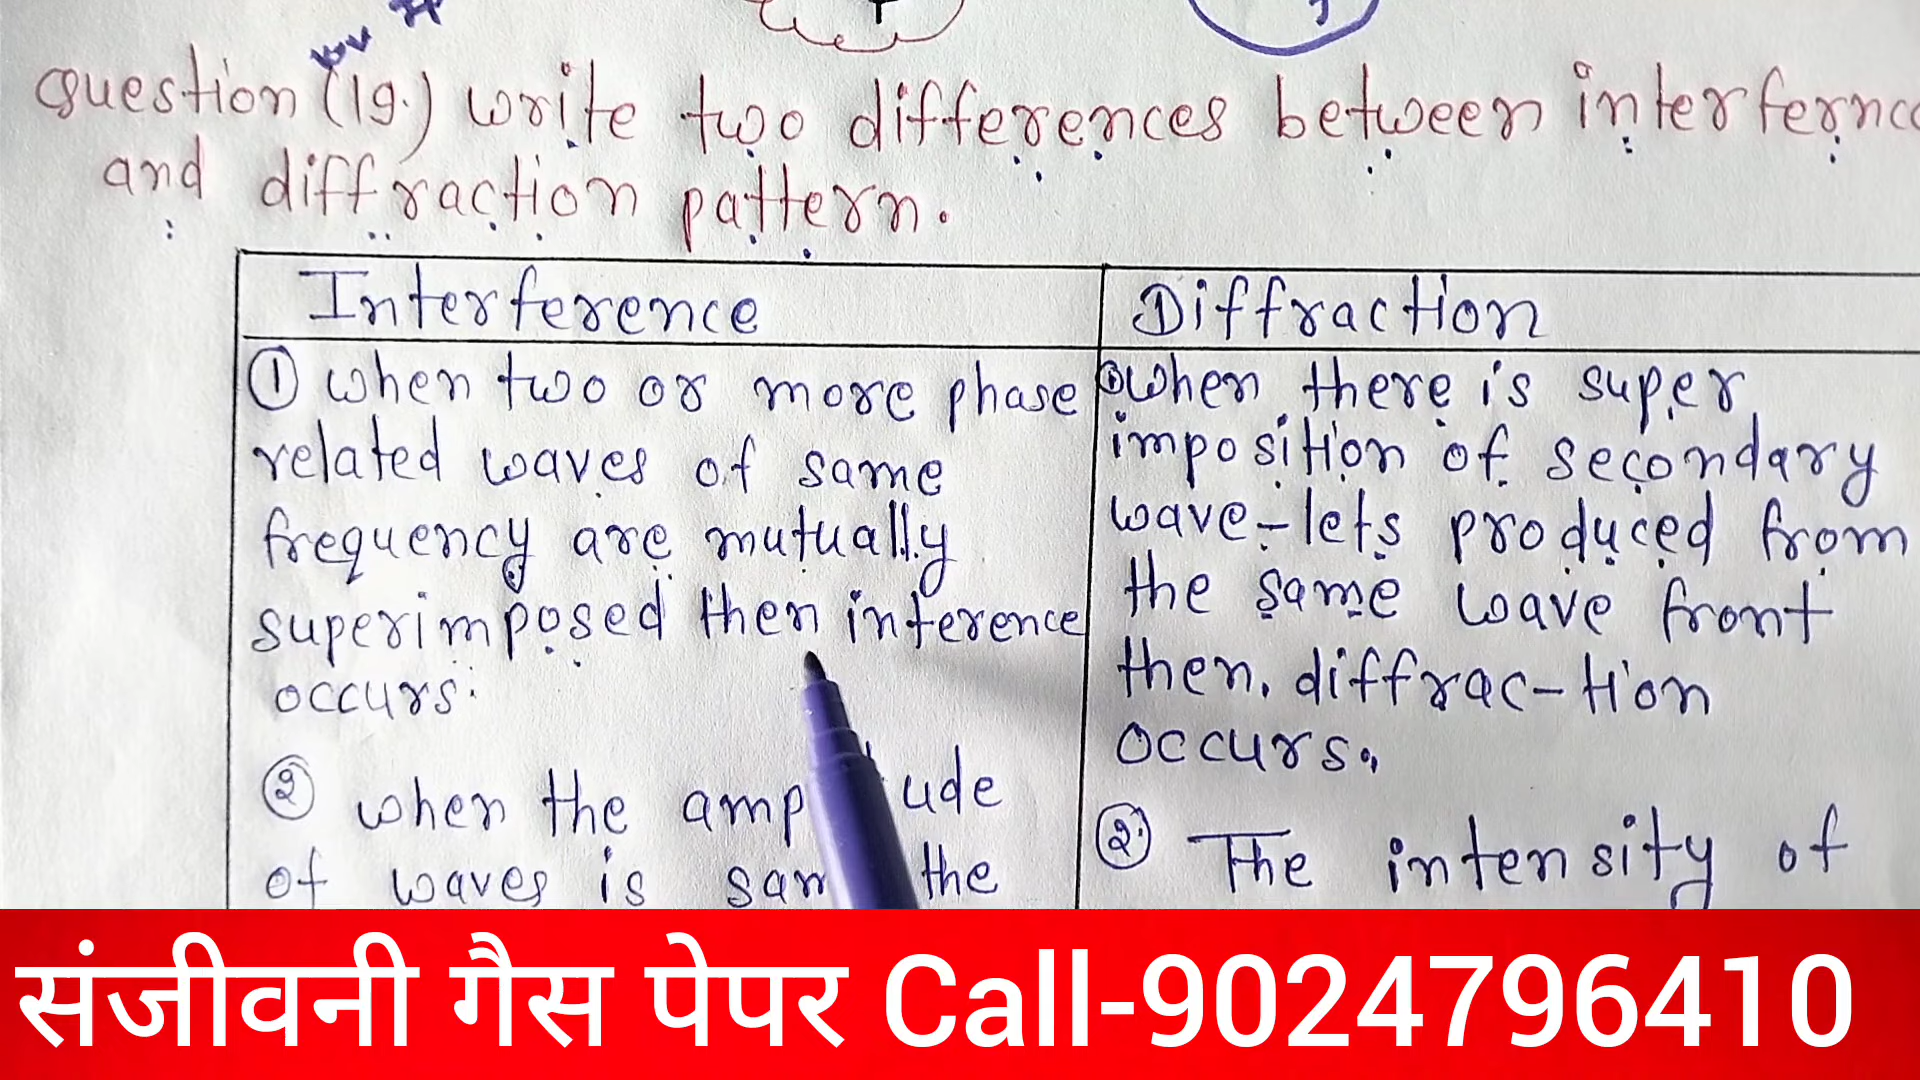 question (19.) write two differences between interfernc
and diffraction pattern.
Interference
Diffraction
① when two or more phase
related waves of same
frequency are mutually
superimposed then inference
occurs.
② when the amp ude
of waves is sam the
① when there is super
imposition of secondary
wave-lets produced from
the same wave front
then. diffrac-tion
occurs.
② The intensity of
संजीवनी गैस पेपर Call-9024796410